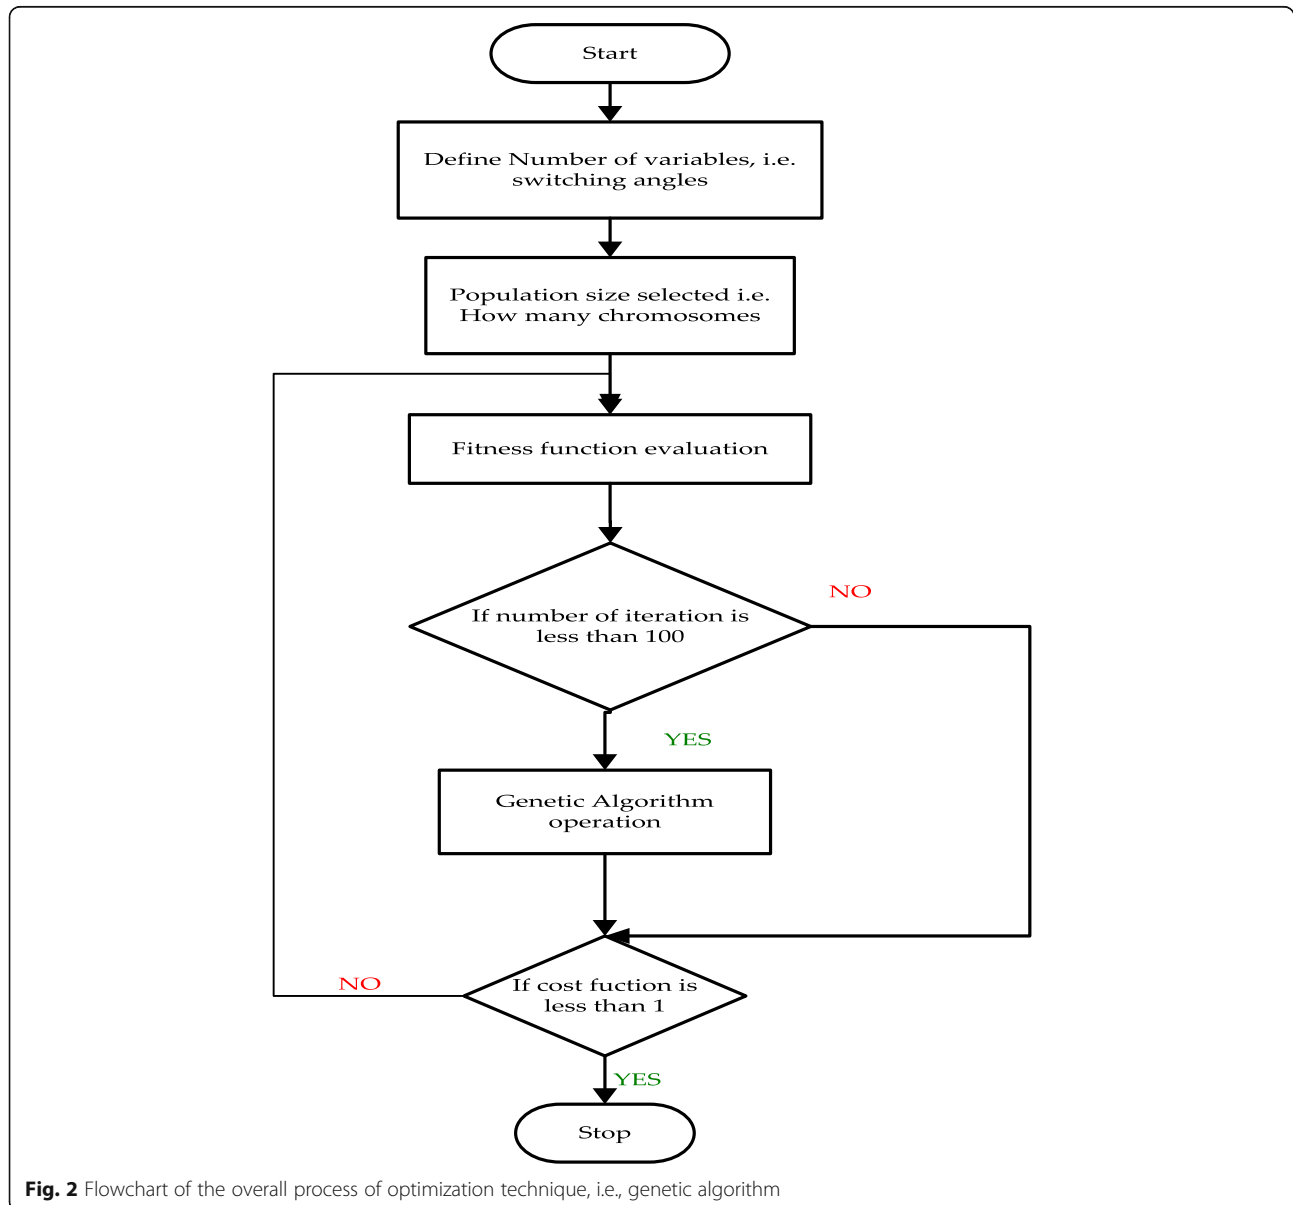 Start
Define Number of variables, i.e.
switching angles
Population size selected i.e.
How many chromosomes
Fitness function evaluation
If number of iteration is
less than 100
NO
YES
Genetic Algorithm
operation
If cost fuction is
less than 1
NO
YES
Stop
Fig. 2 Flowchart of the overall process of optimization technique, i.e., genetic algorithm